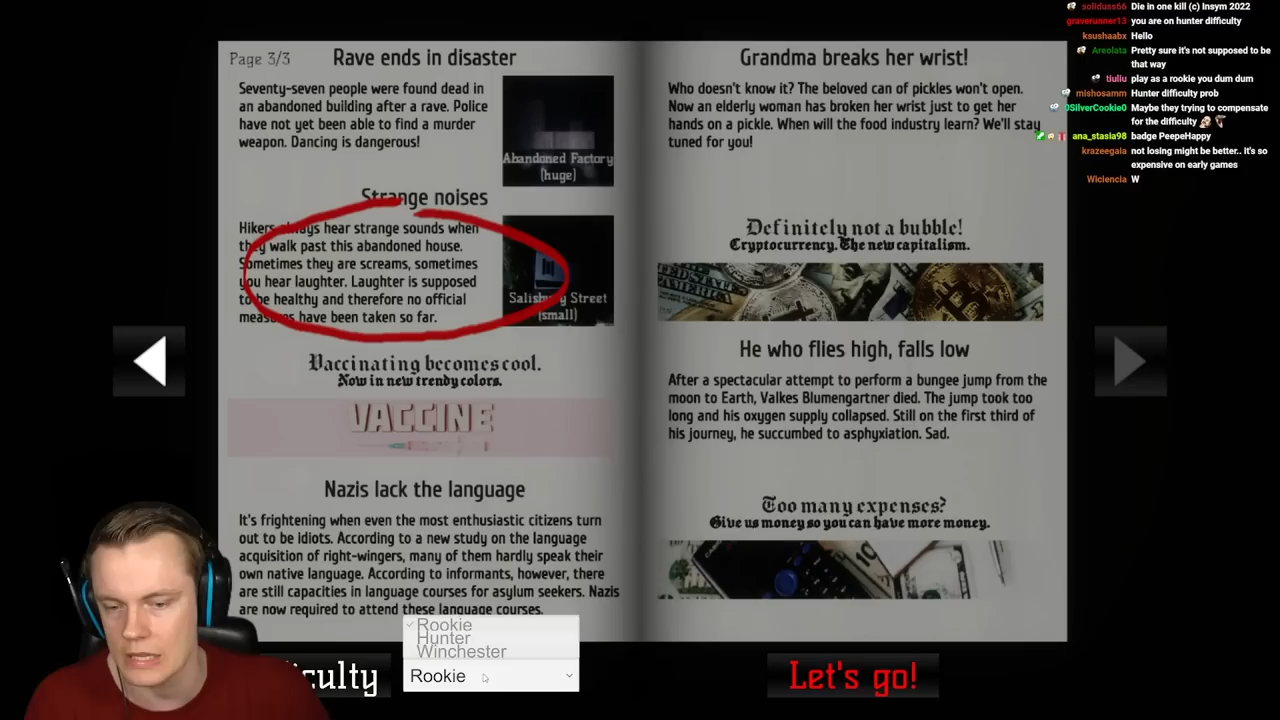 Page 3/3
Rave ends in disaster
Seventy-seven people were found dead in
an abandoned building after a rave. Police
have not yet been able to find a murder
weapon. Dancing is dangerous!
Abandoned Factory
(huge)
Strange noises
Hikers always hear strange sounds when
they walk past this abandoned house.
Sometimes they are screams, sometimes
you hear laughter. Laughter is supposed
to be healthy and therefore no official
measures have been taken so far.
Salisbury Street
(small)
Vaccinating becomes cool.
Now in new trendy colors.
VACCINE
Nazis lack the language
It's frightening when even the most enthusiastic citizens turn
out to be idiots. According to a new study on the language
acquisition of right-wingers, many of them hardly speak their
own native language. According to informants, however, there
are still capacities in language courses for asylum seekers. Nazis
are now required to attend these language courses.
Grandma breaks her wrist!
Who doesn't know it? The beloved can of pickles won't open.
Now an elderly woman has broken her wrist just to get her
hands on a pickle. When will the food industry learn? We'll stay
tuned for you!
Definitely not a bubble!
Cryptocurrency. The new capitalism.
He who flies high, falls low
After a spectacular attempt to perform a bungee jump from the
moon to Earth, Valkes Blumengartner died. The jump took too
long and his oxygen supply collapsed. Still on the first third of
his journey, he succumbed to asphyxiation. Sad.
Too many expenses?
Give us money so you can have more money.
Rookie
Hunter
Winchester
culty
Rookie
Let's go!
soliduss66 Die in one kill (c) Insym 2022
graverunner13 you are on hunter difficulty
ksushaabx Hello
Areolata Pretty sure it's not supposed to be
that way
tiuliu play as a rookie you dum dum
mishosamm Hunter difficulty prob
0SilverCookie0 Maybe they trying to compensate
for the difficulty
ana_stasia98 badge PeepeHappy
krazeegala not losing might be better.. it's so
expensive on early games
Wiciencia W